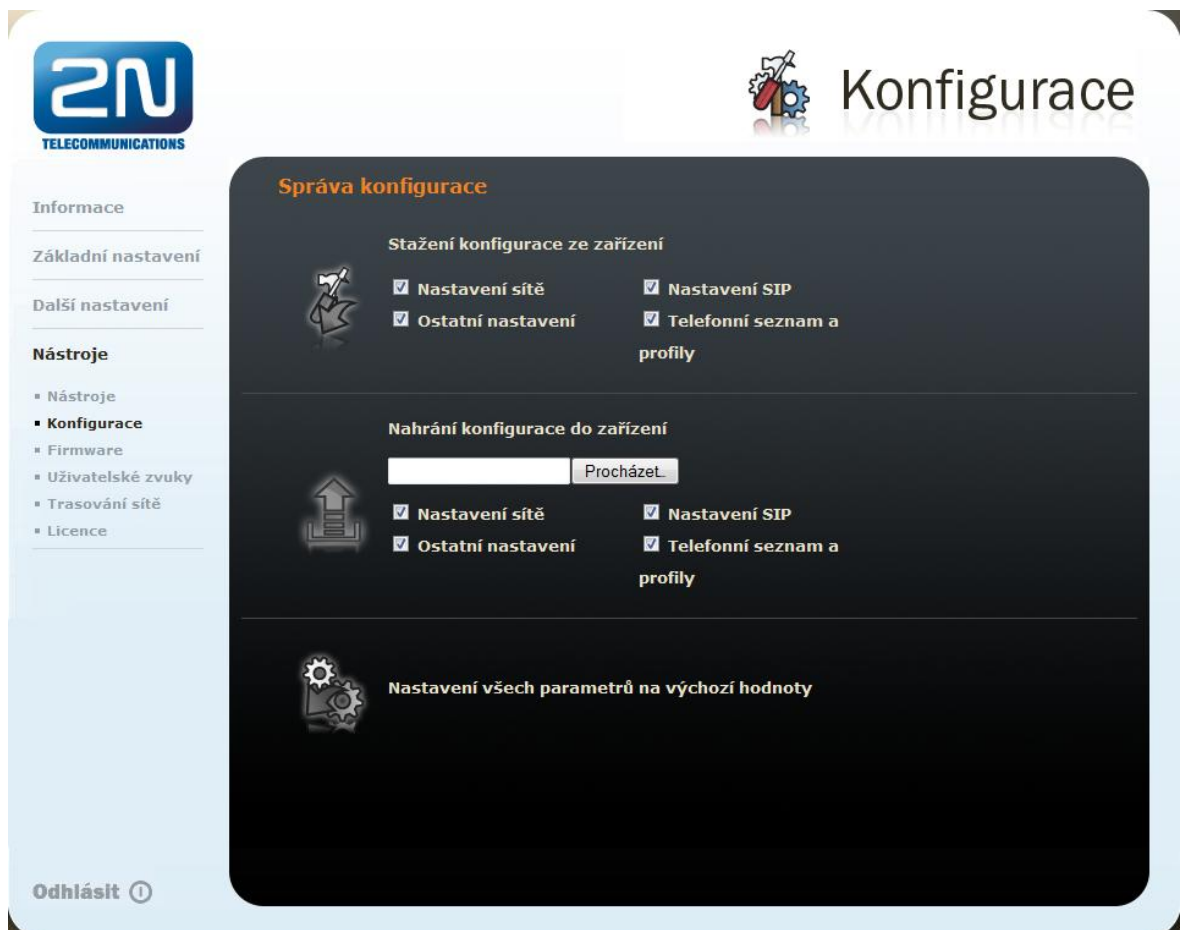 2N
TELECOMMUNICATIONS
Konfigurace
Informace
Základní nastavení
Další nastavení
Nástroje
Nástroje
Konfigurace
Firmware
Uživatelské zvuky
Trasování sítě
Licence
Odhlásit
Správa konfigurace
Stažení konfigurace ze zařízení
Nastavení sítě
Nastavení SIP
Ostatní nastavení
Telefonní seznam a
profily
Nahrání konfigurace do zařízení
Procházet..
Nastavení sítě
Nastavení SIP
Ostatní nastavení
Telefonní seznam a
profily
Nastavení všech parametrů na výchozí hodnoty